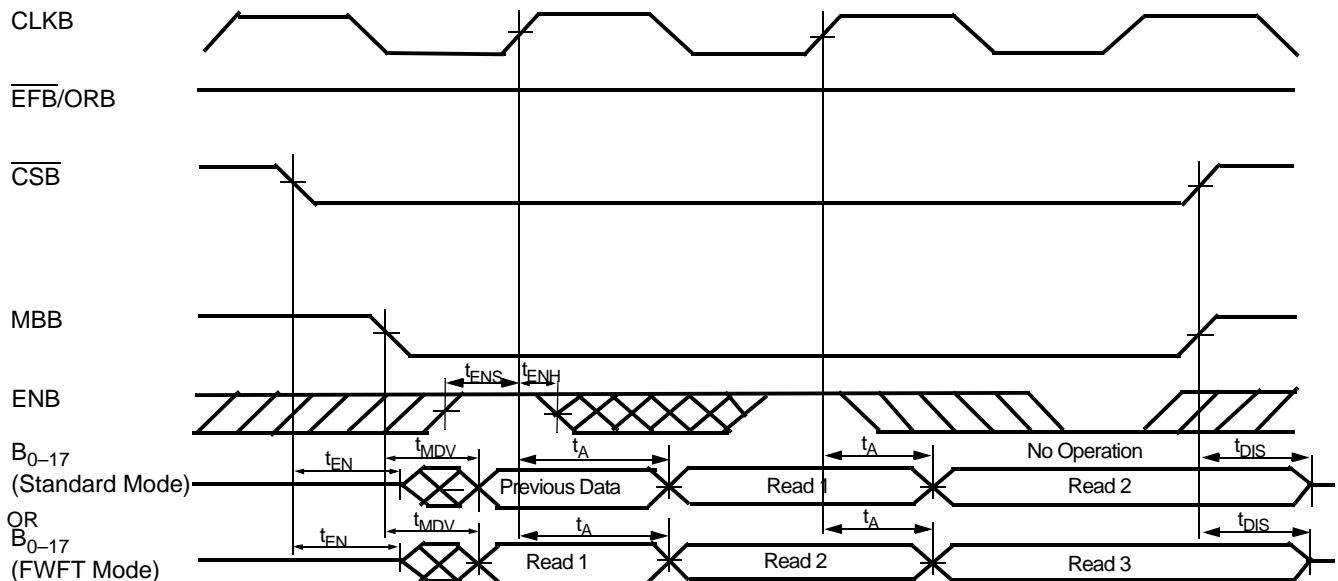 CLKB
EFB/ORB
CSB
MBB
tENS tENH
ENB
B0–17 tMDV tA tA No Operation
tEN tDIS
(Standard Mode) Previous Data Read 1 Read 2
OR
B0–17 tMDV tA tA
tEN tDIS
(FWFT Mode) Read 1 Read 2 Read 3